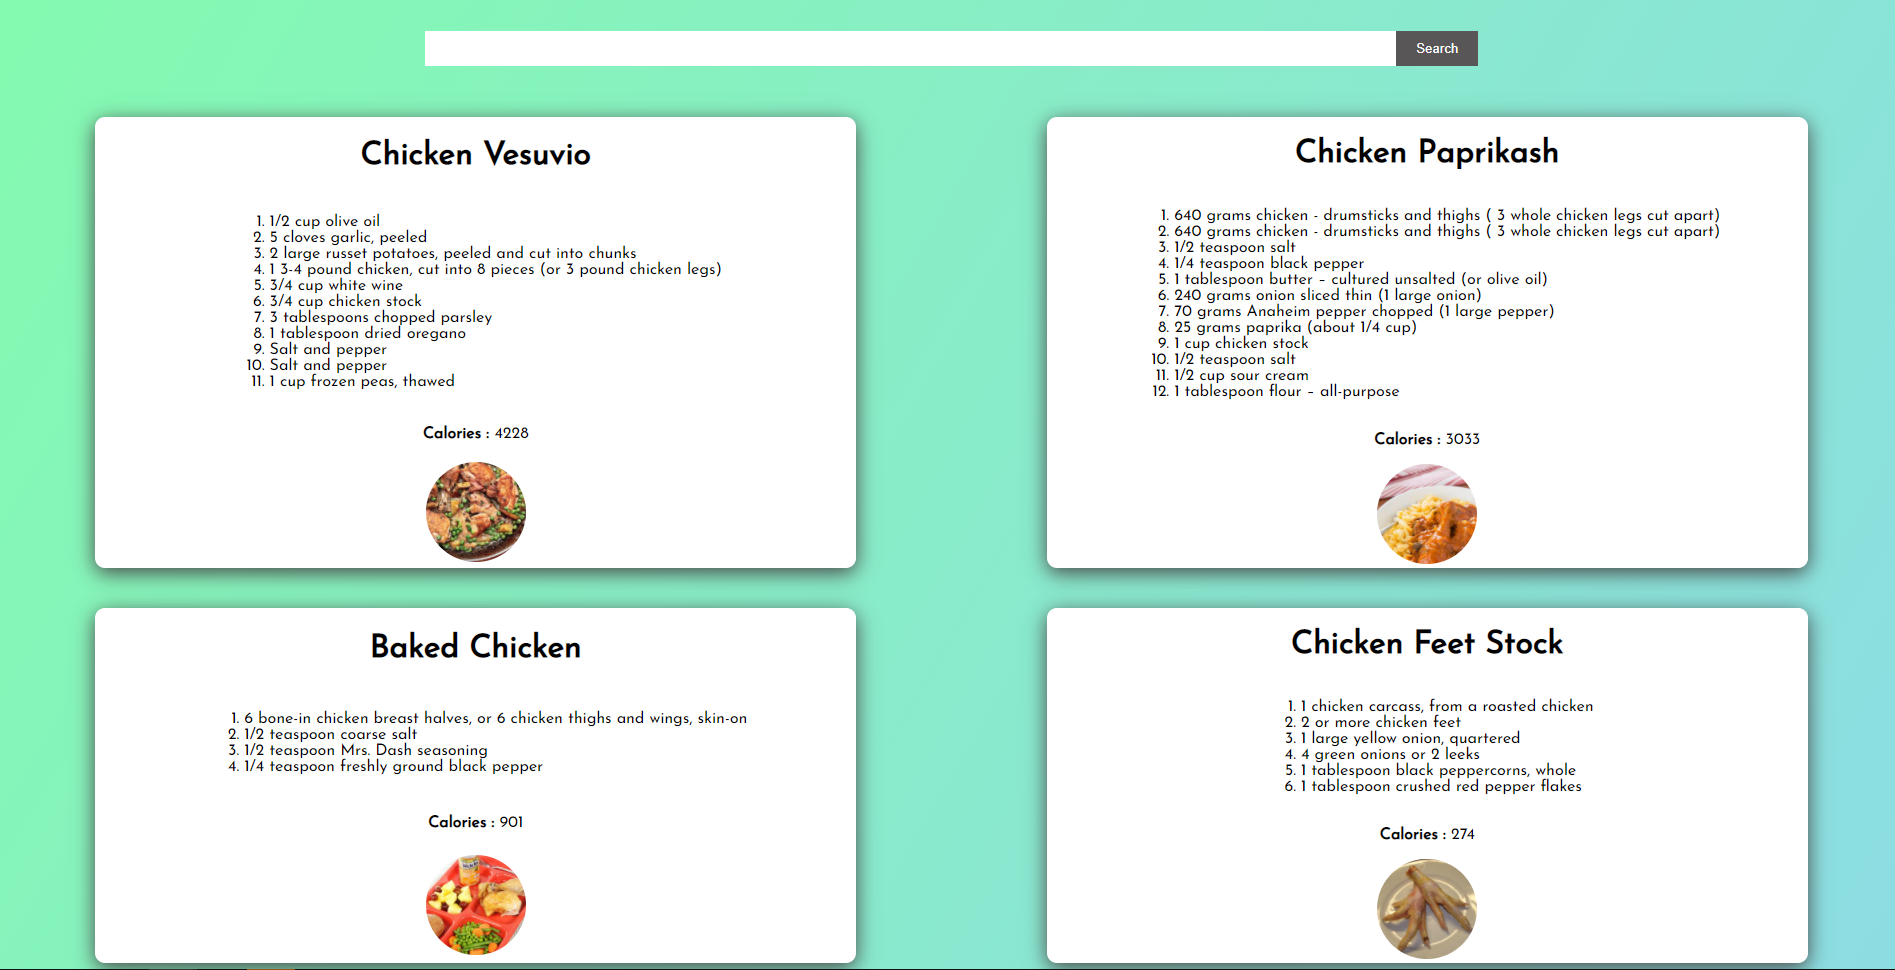 Search
Chicken Vesuvio
1. 1/2 cup olive oil
2. 5 cloves garlic, peeled
3. 2 large russet potatoes, peeled and cut into chunks
4. 1 3-4 pound chicken, cut into 8 pieces (or 3 pound chicken legs)
5. 3/4 cup white wine
6. 3/4 cup chicken stock
7. 3 tablespoons chopped parsley
8. 1 tablespoon dried oregano
9. Salt and pepper
10. Salt and pepper
11. 1 cup frozen peas, thawed
Calories : 4228
Chicken Paprikash
1. 640 grams chicken - drumsticks and thighs ( 3 whole chicken legs cut apart)
2. 640 grams chicken - drumsticks and thighs ( 3 whole chicken legs cut apart)
3. 1/2 teaspoon salt
4. 1/4 teaspoon black pepper
5. 1 tablespoon butter – cultured unsalted (or olive oil)
6. 240 grams onion sliced thin (1 large onion)
7. 70 grams Anaheim pepper chopped (1 large pepper)
8. 25 grams paprika (about 1/4 cup)
9. 1 cup chicken stock
10. 1/2 teaspoon salt
11. 1/2 cup sour cream
12. 1 tablespoon flour – all-purpose
Calories : 3033
Baked Chicken
1. 6 bone-in chicken breast halves, or 6 chicken thighs and wings, skin-on
2. 1/2 teaspoon coarse salt
3. 1/2 teaspoon Mrs. Dash seasoning
4. 1/4 teaspoon freshly ground black pepper
Calories : 901
Chicken Feet Stock
1. 1 chicken carcass, from a roasted chicken
2. 2 or more chicken feet
3. 1 large yellow onion, quartered
4. 4 green onions or 2 leeks
5. 1 tablespoon black peppercorns, whole
6. 1 tablespoon crushed red pepper flakes
Calories : 274